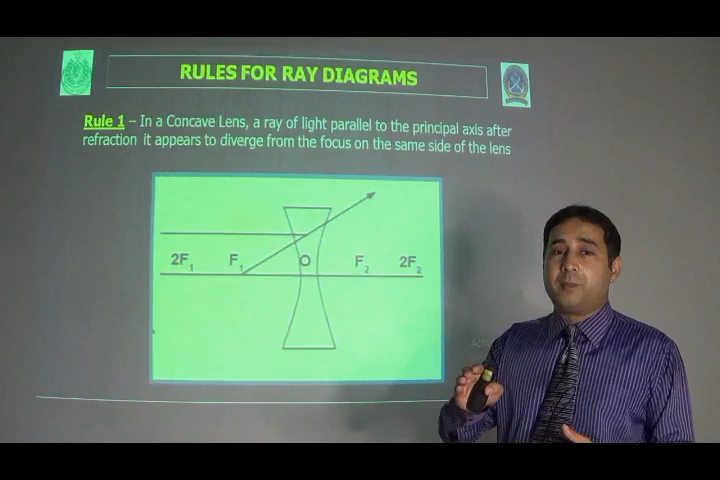 RULES FOR RAY DIAGRAMS
Rule 1 – In a Concave Lens, a ray of light parallel to the principal axis after
refraction it appears to diverge from the focus on the same side of the lens
2F1 F1 O F2 2F2